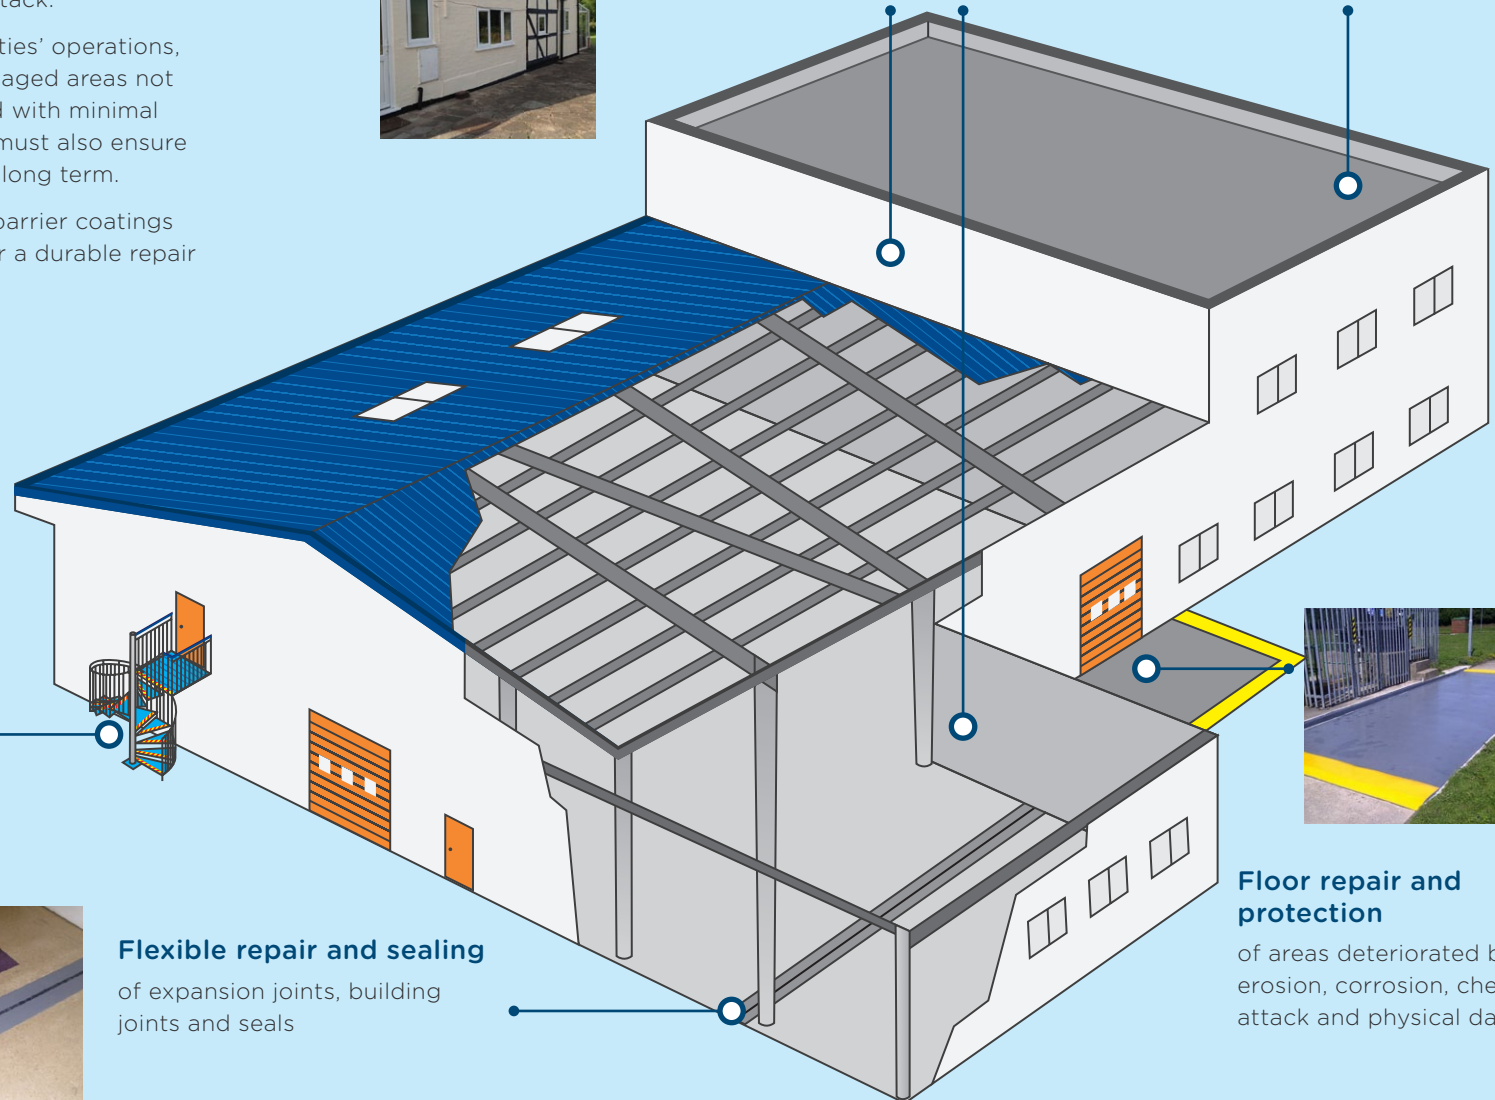 ties’ operations,
aged areas not
d with minimal
must also ensure
long term.
barrier coatings
r a durable repair
Flexible repair and sealing
of expansion joints, building
joints and seals
Floor repair and
protection
of areas deteriorated
erosion, corrosion,
attack and physical